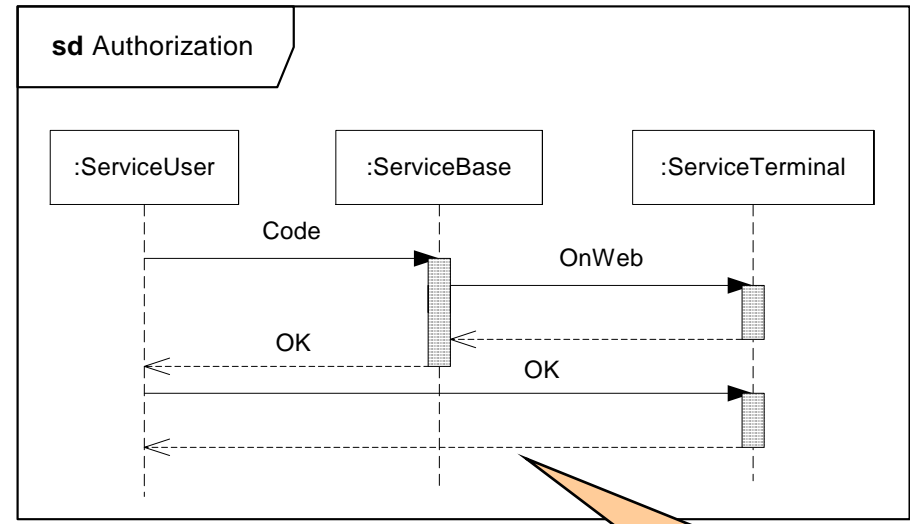 sd Authorization
:ServiceUser
:ServiceBase
:ServiceTerminal
Code
OnWeb
OK
OK